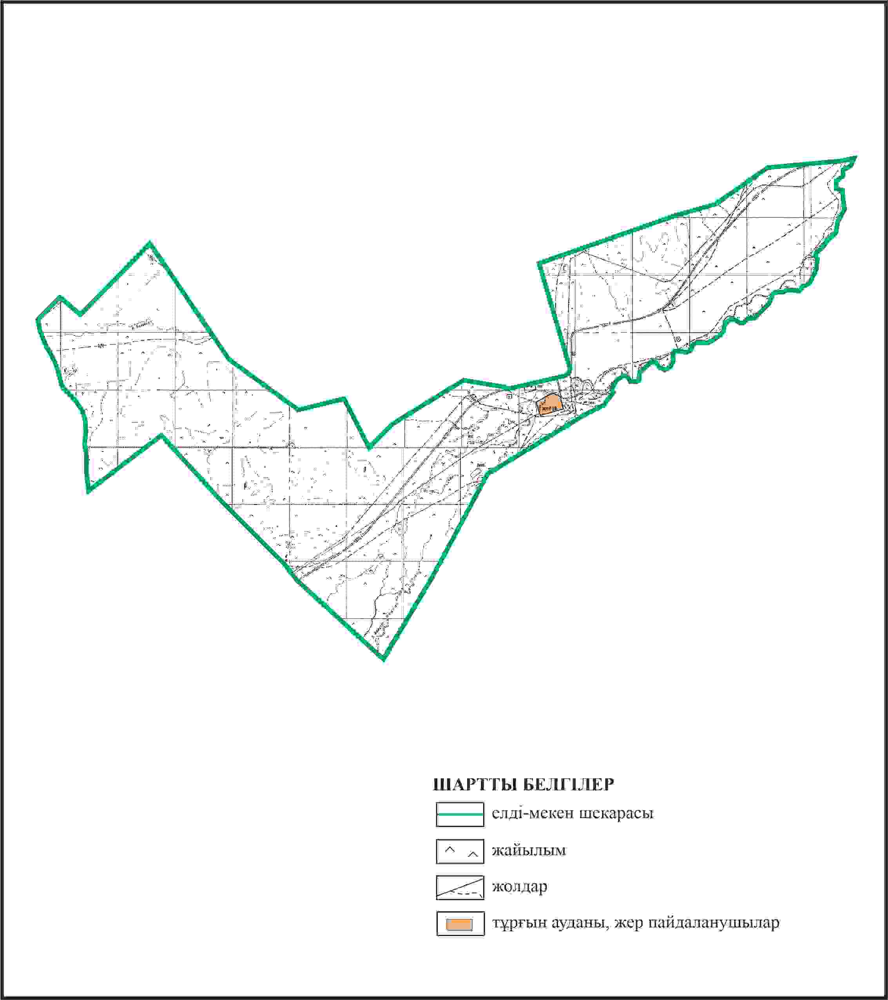 ШАРТТЫ БЕЛГІЛЕР
елді-мекен шекарасы
жайылым
жолдар
тұрғын ауданы, жер пайдаланушылар